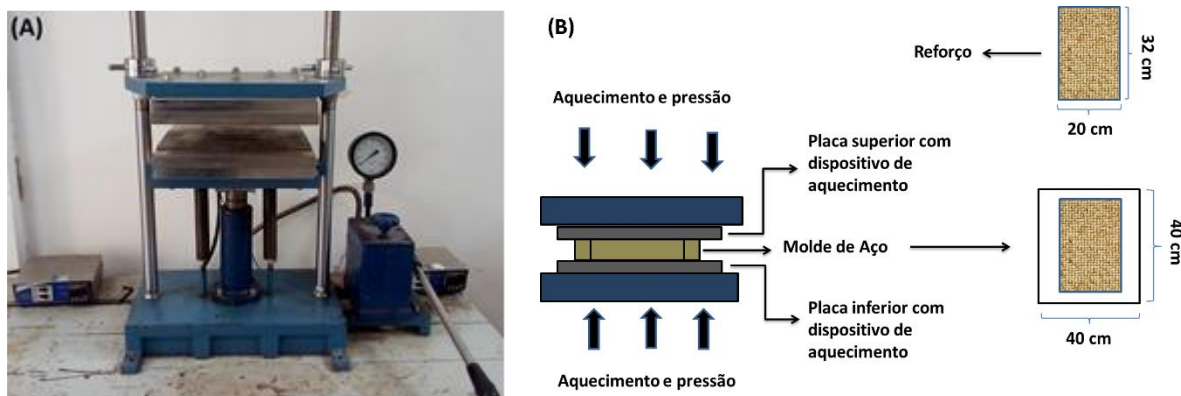 (A)
(B)
Reforço
32 cm
20 cm
Aquecimento e pressão
Placa superior com
dispositivo de
aquecimento
Molde de Aço
40 cm
40 cm
Placa inferior com
dispositivo de
aquecimento
Aquecimento e pressão